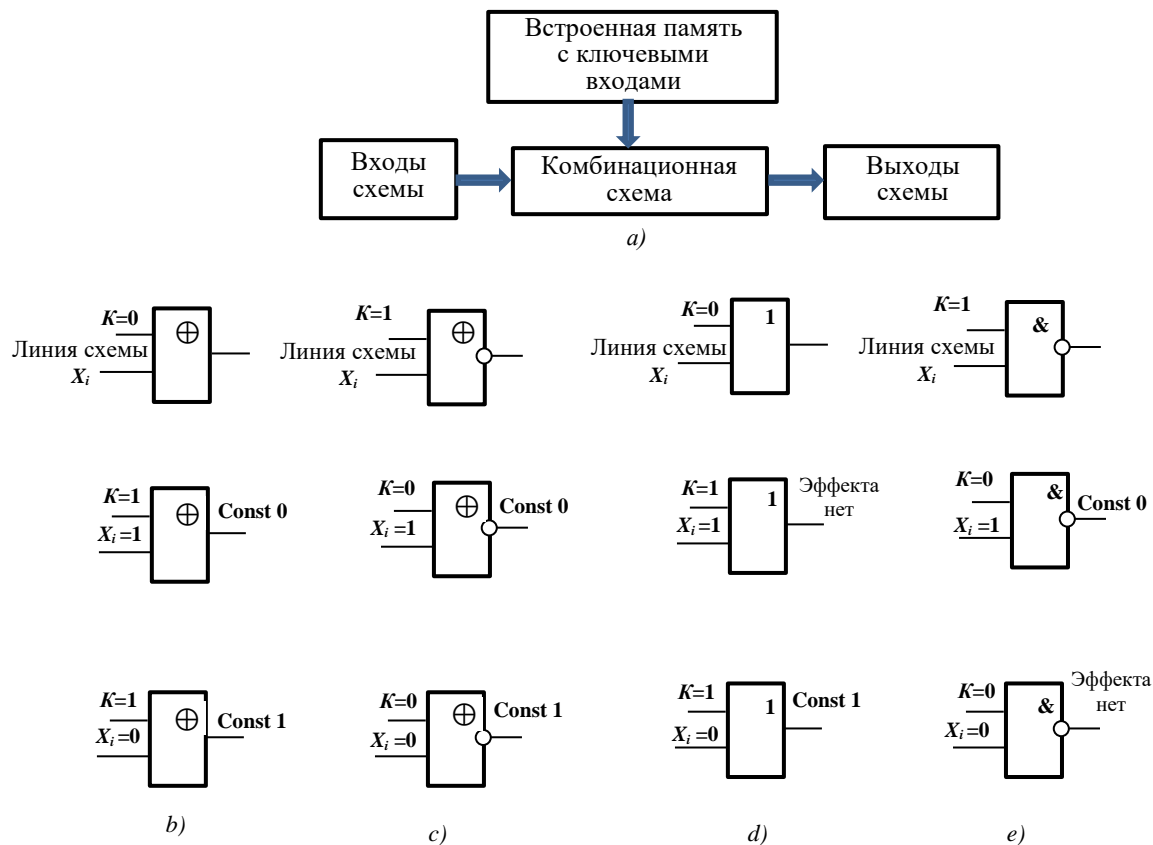 Встроенная память
с ключевыми
входами
Входы
схемы
Комбинационная
схема
Выходы
схемы
a)
K=0
Линия схемы
Xi
⊕
K=1
Линия схемы
Xi
⊕
K=0
Линия схемы
Xi
1
K=1
Линия схемы
Xi
&
K=1
Xi =1
⊕
Const 0
K=0
Xi =1
⊕
Const 0
K=1
Xi =1
1
Эффекта
нет
K=0
Xi =1
&
Const 0
K=1
Xi =0
⊕
Const 1
K=0
Xi =0
⊕
Const 1
K=1
Xi =0
1
Const 1
K=0
Xi =0
&
Эффекта
нет
b)
c)
d)
e)